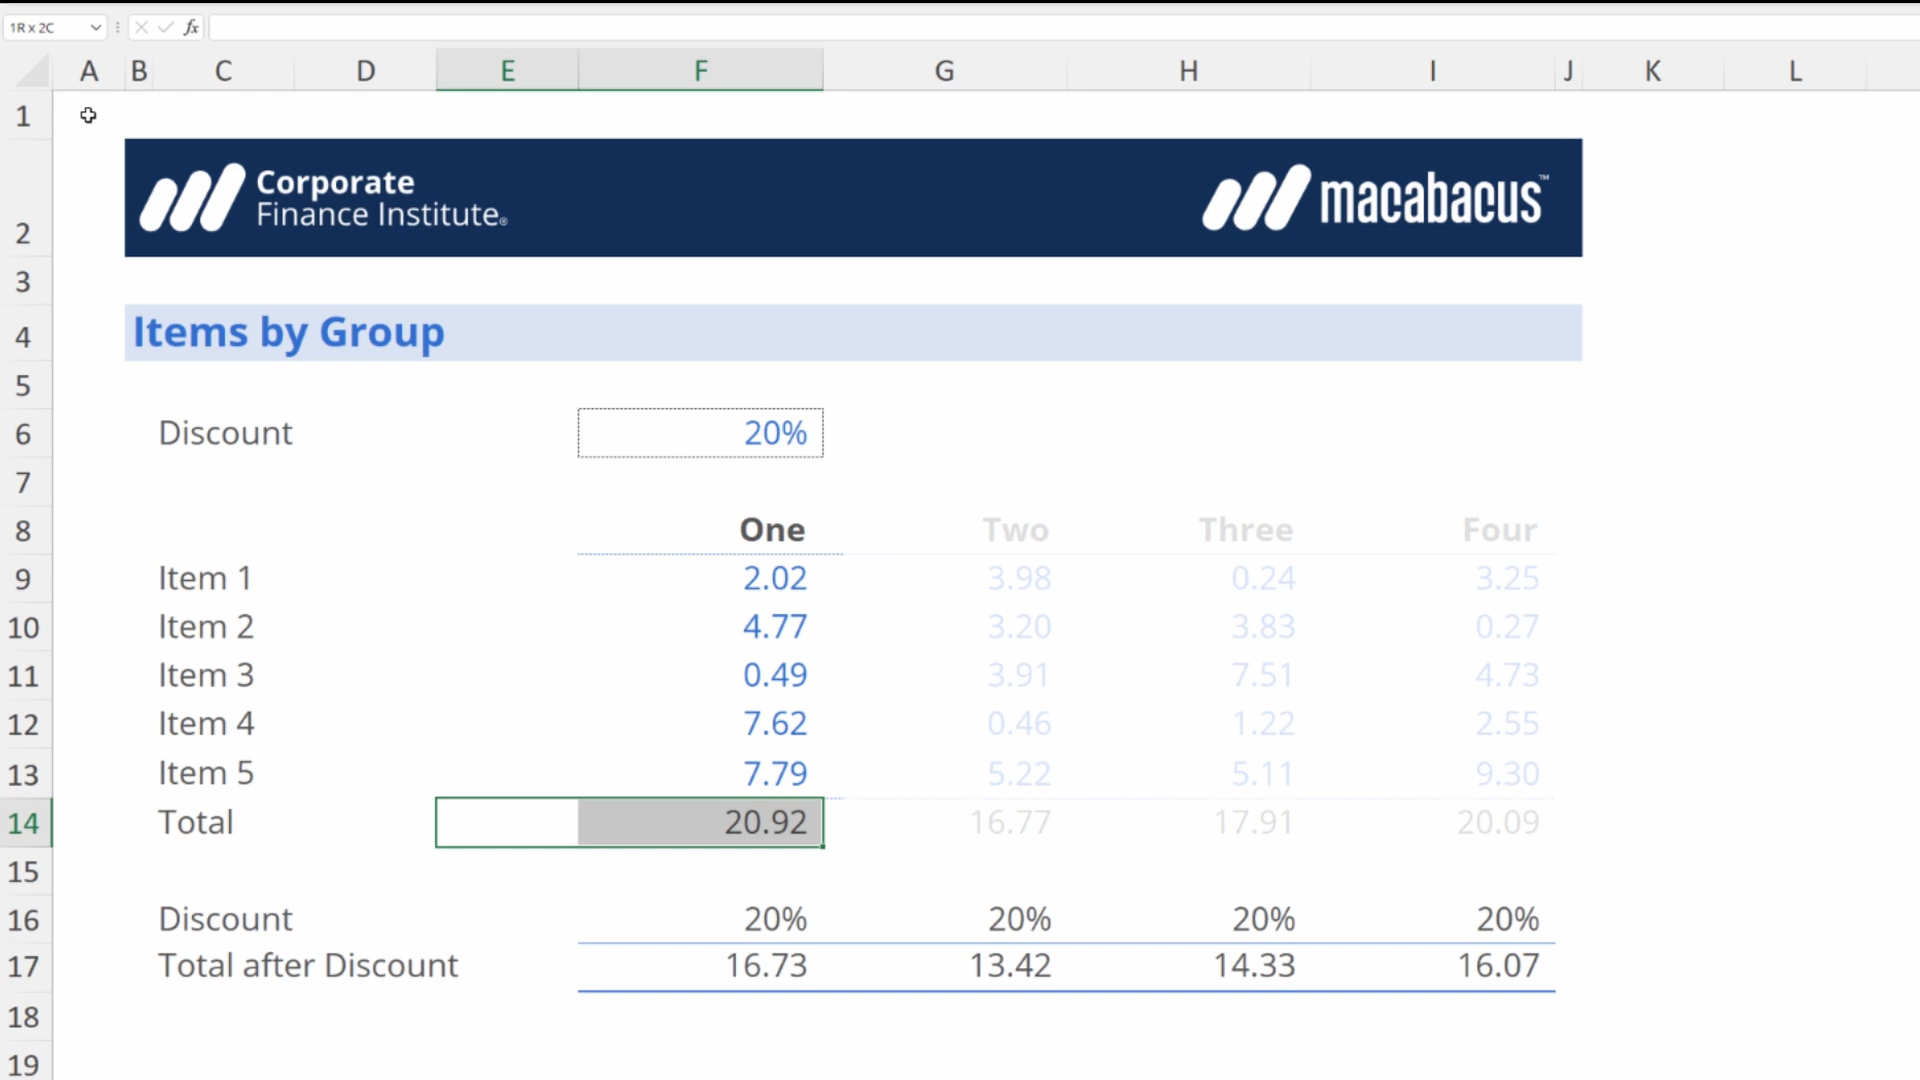 1R x 2C fx
A B C D E F G H I J K L
1
Corporate
Finance Institute®
macabacus™
2
3
4 Items by Group
5
6 Discount 20%
7
8 One Two Three Four
9 Item 1 2.02 3.98 0.24 3.25
10 Item 2 4.77 3.20 3.83 0.27
11 Item 3 0.49 3.91 7.51 4.73
12 Item 4 7.62 0.46 1.22 2.55
13 Item 5 7.79 5.22 5.11 9.30
14 Total 20.92 16.77 17.91 20.09
15
16 Discount 20% 20% 20% 20%
17 Total after Discount 16.73 13.42 14.33 16.07
18
19